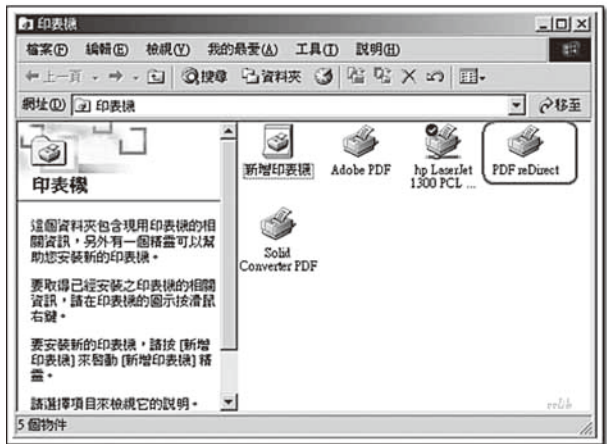 印表機
檔案(F) 編輯(E) 檢視(V) 我的最愛(A) 工具(T) 說明(H)
上一頁 搜尋 資料夾
網址(D) 印表機 移至
印表機
這個資料夾包含現用印表機的相
關資訊,另外有一個精靈可以幫
助您安裝新的印表機。
要取得已經安裝之印表機的相關
資訊,請在印表機的圖示按滑鼠
右鍵。
要安裝新的印表機,請按 [新增
印表機] 來啟動 [新增印表機] 精
靈。
請選擇項目來檢視它的說明。
新增印表機
Adobe PDF
hp LaserJet
1300 PCL ...
PDF reDirect
Solid
Converter PDF
5 個物件